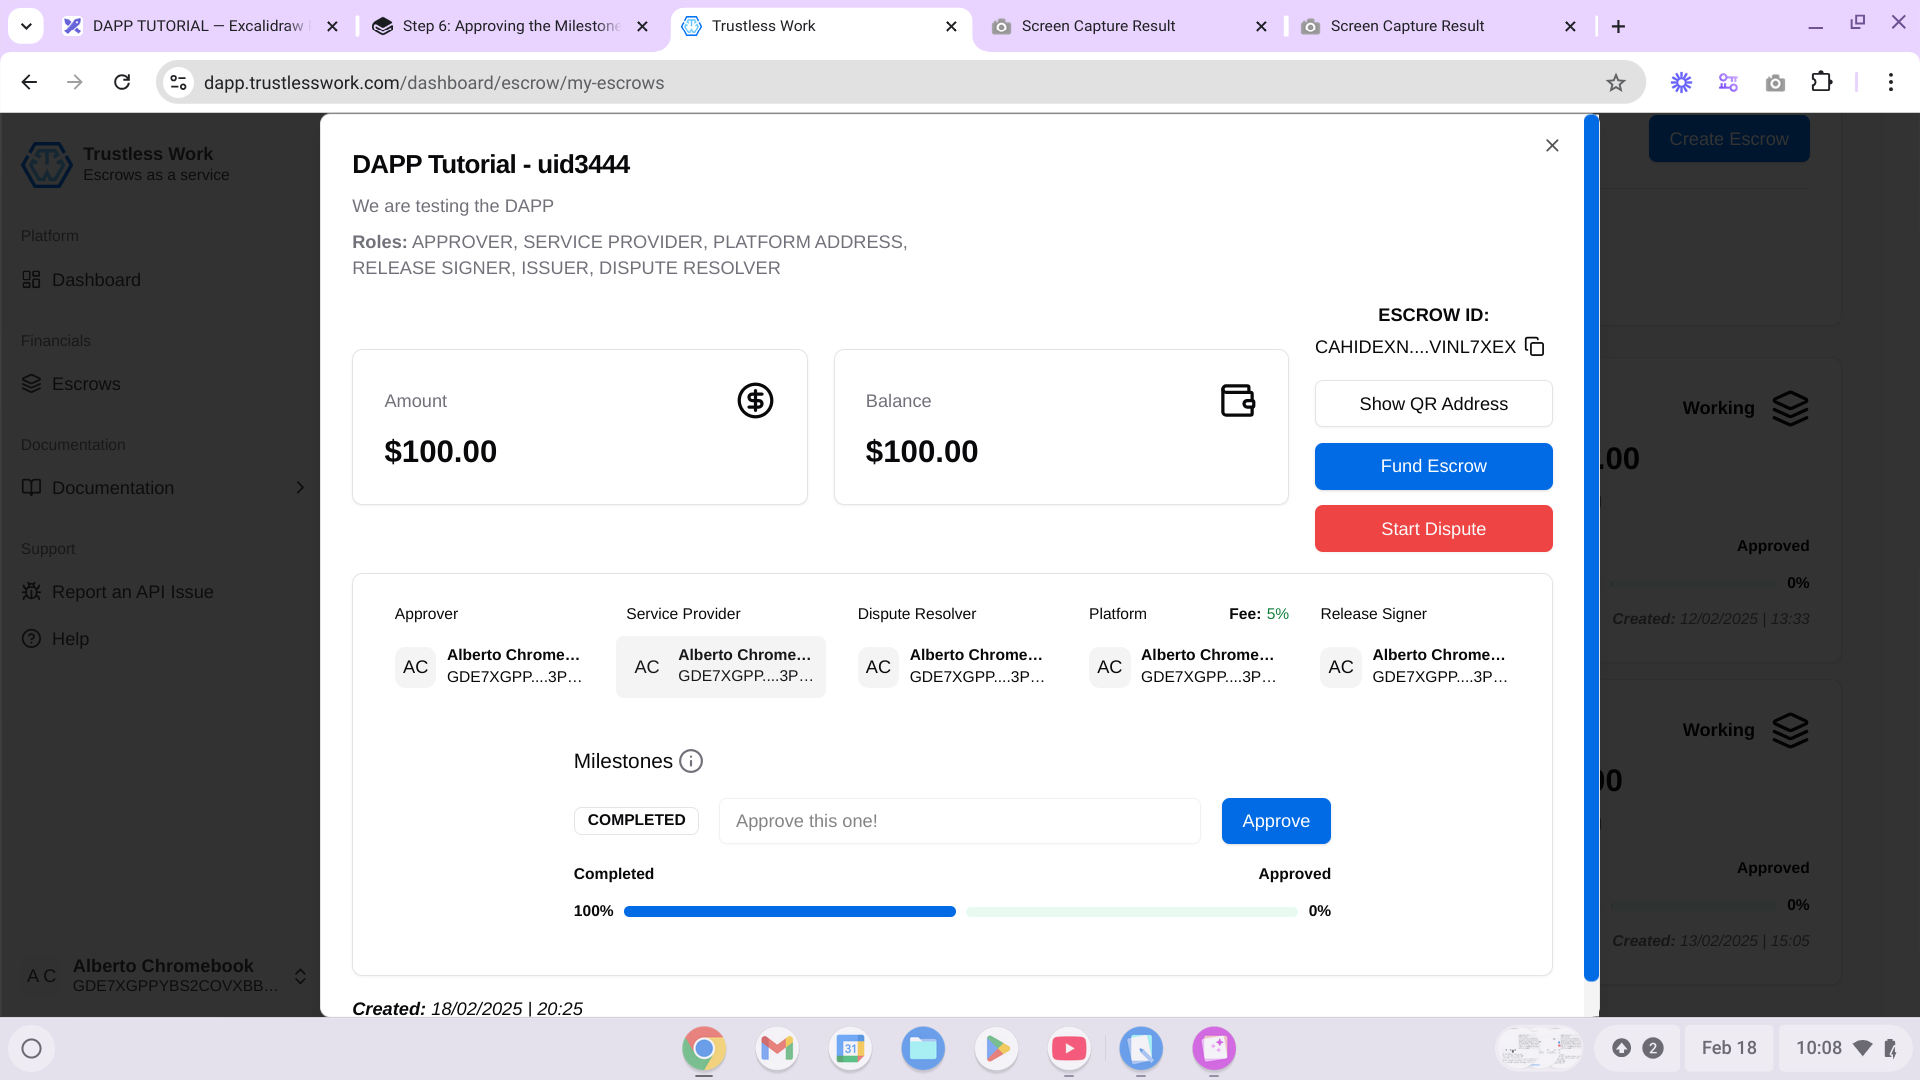 DAPP TUTORIAL — Excalidraw
Step 6: Approving the Milestone
Trustless Work
Screen Capture Result
Screen Capture Result
dapp.trustlesswork.com/dashboard/escrow/my-escrows
Trustless Work
Escrows as a service
Platform
Dashboard
Financials
Escrows
Documentation
Documentation
Support
Report an API Issue
Help
A C
Alberto Chromebook
GDE7XGPPYBS2COVXBB...
DAPP Tutorial - uid3444
We are testing the DAPP
Roles: APPROVER, SERVICE PROVIDER, PLATFORM ADDRESS,
RELEASE SIGNER, ISSUER, DISPUTE RESOLVER
ESCROW ID:
CAHIDEXN....VINL7XEX
Show QR Address
Fund Escrow
Start Dispute
Amount
$100.00
Balance
$100.00
Approver
AC
Alberto Chrome...
GDE7XGPP....3P...
Service Provider
AC
Alberto Chrome...
GDE7XGPP....3P...
Dispute Resolver
AC
Alberto Chrome...
GDE7XGPP....3P...
Platform
Fee: 5%
AC
Alberto Chrome...
GDE7XGPP....3P...
Release Signer
AC
Alberto Chrome...
GDE7XGPP....3P...
Milestones
COMPLETED
Approve this one!
Approve
Completed
Approved
100%
0%
Created: 18/02/2025 | 20:25
Create Escrow
Working
.00
Approved
0%
Created: 12/02/2025 | 13:33
Working
00
Approved
0%
Created: 13/02/2025 | 15:05
31
2
Feb 18
10:08